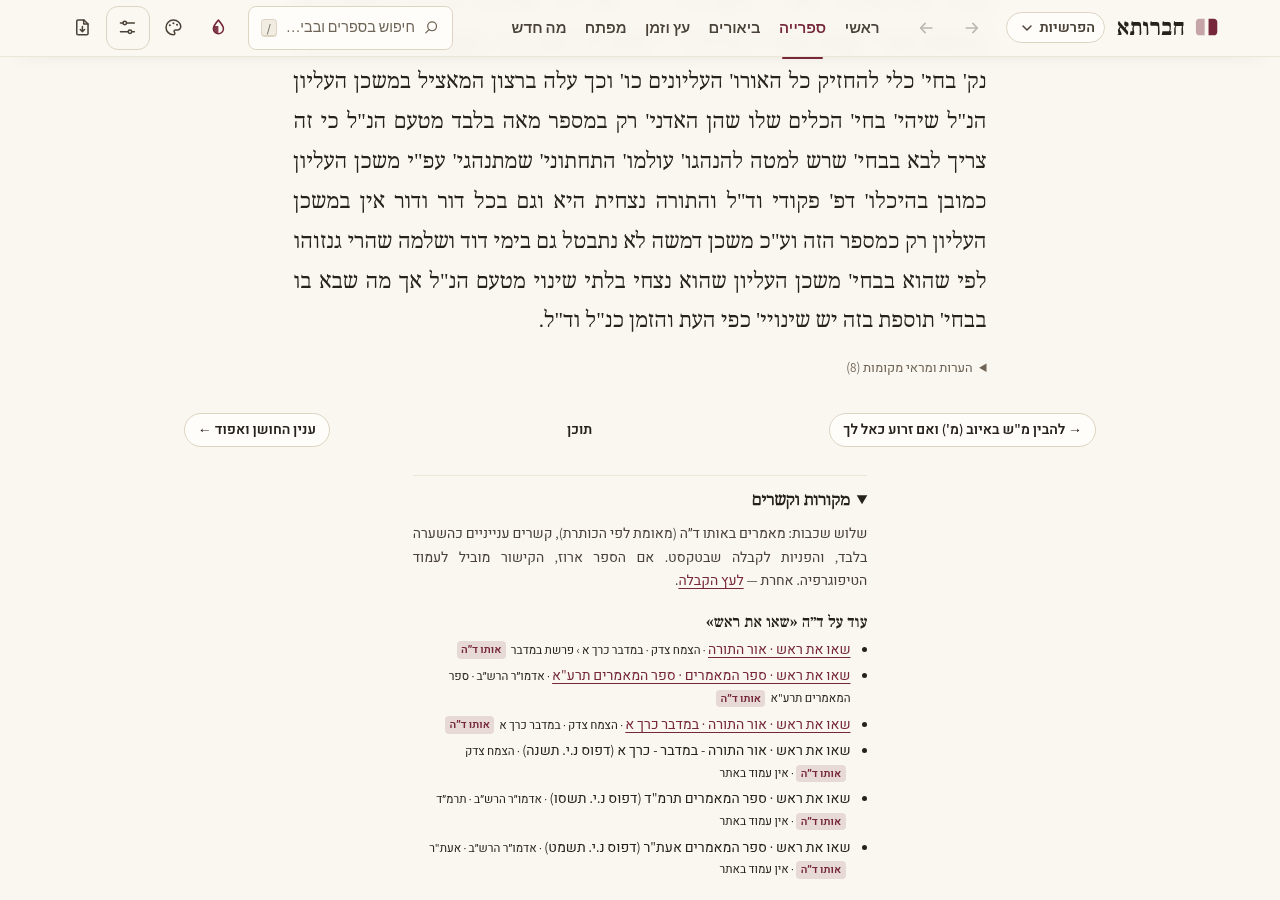 חברותא
הפרשיות
ראשי
ספרייה
ביאורים
עץ וזמן
מפתח
מה חדש
חיפוש בספרים ובבי...
/
נק' בחי' כלי להחזיק כל האורו' העליונים כו' וכך עלה ברצון המאציל במשכן העליון
הנ"ל שיהי' בחי' הכלים שלו שהן האדני' רק במספר מאה בלבד מטעם הנ"ל כי זה
צריך לבא בבחי' שרש למטה להנהגו' עולמו' התחתוני' שמתנהגי' עפ"י משכן העליון
כמובן בהיכלו' דפ' פקודי וד"ל והתורה נצחית היא וגם בכל דור ודור אין במשכן
העליון רק כמספר הזה וע"כ משכן דמשה לא נתבטל גם בימי דוד ושלמה שהרי גנזוהו
לפי שהוא בבחי' משכן העליון שהוא נצחי בלתי שינוי מטעם הנ"ל אך מה שבא בו
בבחי' תוספת בזה יש שינויי' כפי העת והזמן כנ"ל וד"ל.
◀ הערות ומראי מקומות (8)
→ להבין מ"ש באיוב (מ') ואם זרוע כאל לך
תוכן
ענין החושן ואפוד ←
▼ מקורות וקשרים
שלוש שכבות: מאמרים באותו ד״ה (מאומת לפי הכותרת), קשרים ענייניים כהשערה
בלבד, והפניות לקבלה שבטקסט. אם הספר ארוז, הקישור מוביל לעמוד
הטיפוגרפיה. אחרת — לעץ הקבלה.
עוד על ד״ה «שאו את ראש»
• שאו את ראש · אור התורה · הצמח צדק · במדבר כרך א › פרשת במדבר אותו ד״ה
• שאו את ראש · ספר המאמרים · ספר המאמרים תרע"א · אדמו״ר הרש״ב · ספר
המאמרים תרע"א אותו ד״ה
• שאו את ראש · אור התורה · במדבר כרך א · הצמח צדק · במדבר כרך א אותו ד״ה
• שאו את ראש · אור התורה - במדבר - כרך א (דפוס נ.י. תשנה) · הצמח צדק
אותו ד״ה · אין עמוד באתר
• שאו את ראש · ספר המאמרים תרמ"ד (דפוס נ.י. תשסו) · אדמו״ר הרש״ב · תרמ״ד
אותו ד״ה · אין עמוד באתר
• שאו את ראש · ספר המאמרים אעת"ר (דפוס נ.י. תשמט) · אדמו״ר הרש״ב · אעת"ר
אותו ד״ה · אין עמוד באתר